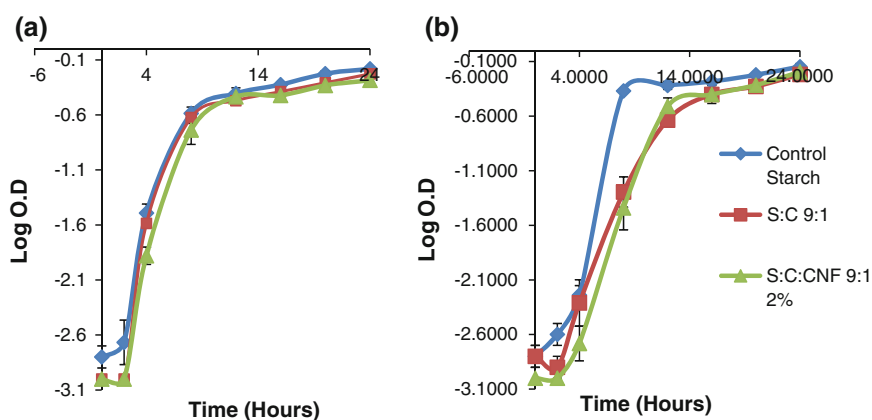 (a)
-0.1
-6
4
14
24
-0.6
-1.1
-1.6
-2.1
-2.6
-3.1
Log O.D
Time (Hours)
(b)
-0.1000
-6.0000
4.0000
14.0000
24.0000
-0.6000
-1.1000
-1.6000
-2.1000
-2.6000
-3.1000
Log O.D
Time (Hours)
Control
Starch
S:C 9:1
S:C:CNF 9:1
2%